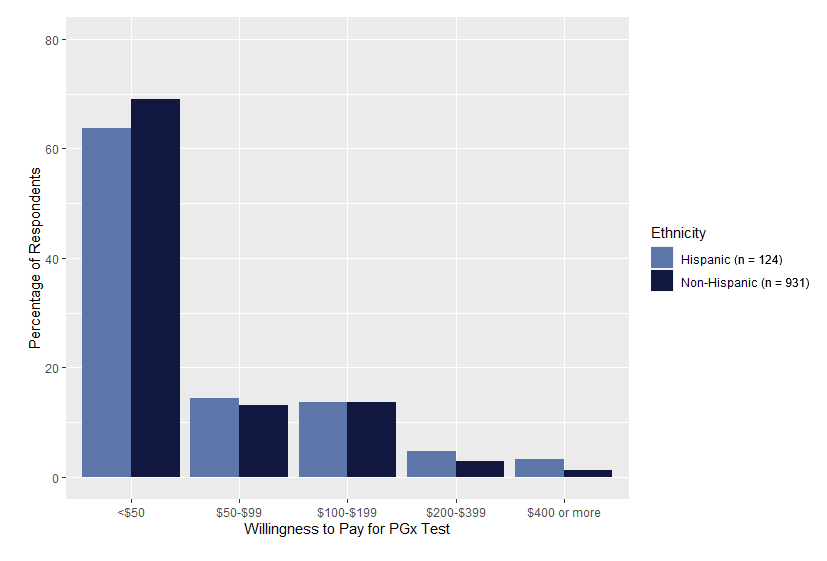 80
60
40
20
0
Percentage of Respondents
<$50
$50-$99
$100-$199
$200-$399
$400 or more
Willingness to Pay for PGx Test
Ethnicity
Hispanic (n = 124)
Non-Hispanic (n = 931)